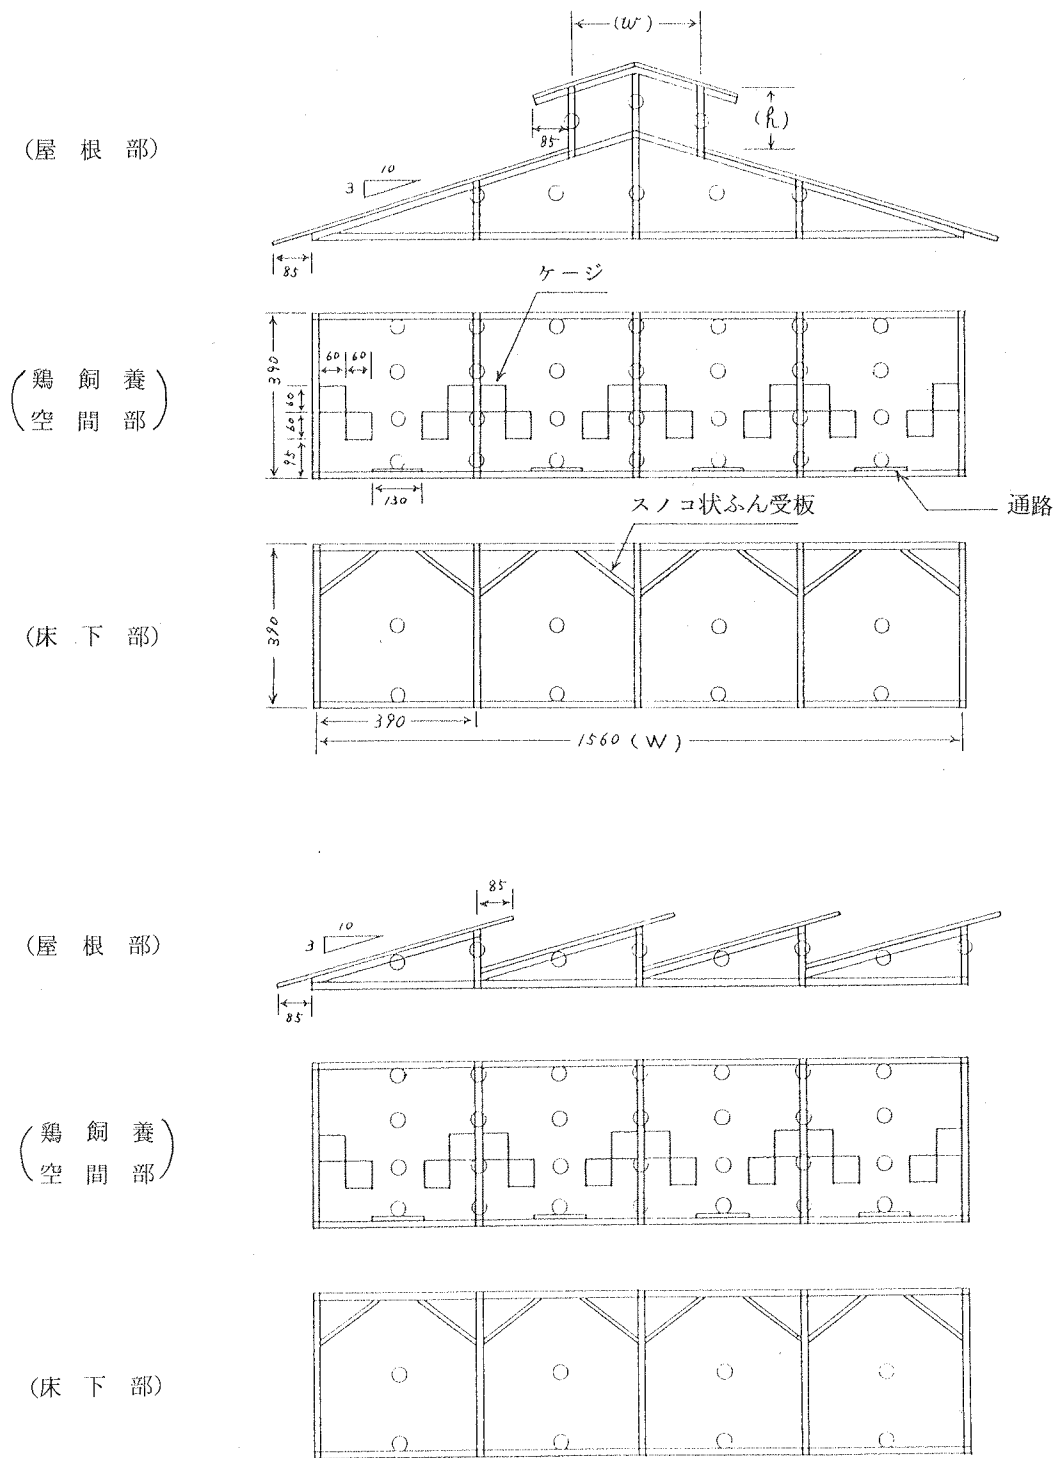 (w)
(h)
85
(屋根部)
10
3
85
ケージ
390
60 60
(鶏飼養
空間部)
60
60
95
130
スノコ状ふん受板
通路
(床下部)
390
390
1560 (W)
85
(屋根部)
10
3
85
(鶏飼養
空間部)
(床下部)